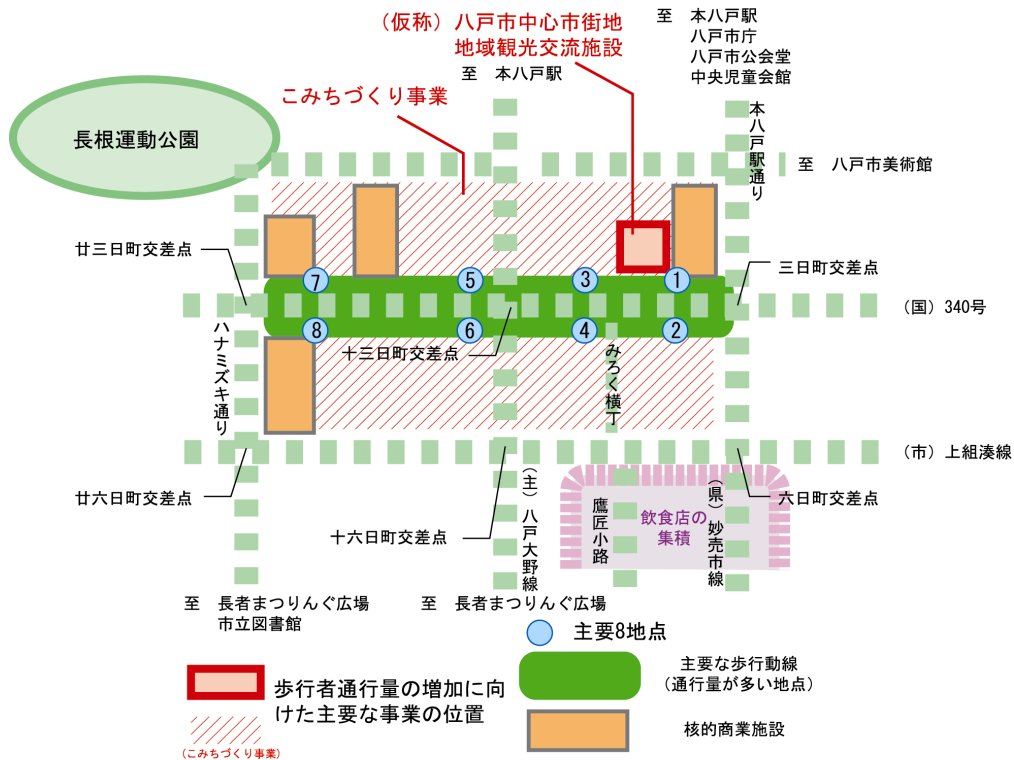 （仮称）八戸市中心市街地
地域観光交流施設
至　本八戸駅
八戸市庁
八戸市公会堂
中央児童会館
至　本八戸駅
こみちづくり事業
長根運動公園
本八戸駅通り
至　八戸市美術館
廿三日町交差点
三日町交差点
7
5
3
1
（国）340号
8
6
4
2
十三日町交差点
ハナミズキ通り
みろく横丁
（市）上組湊線
廿六日町交差点
六日町交差点
十六日町交差点
（主）八戸大野線
鷹匠小路
飲食店の
集積
（県）妙売市線
至　長者まつりんぐ広場
市立図書館
至　長者まつりんぐ広場
主要8地点
歩行者通行量の増加に向
けた主要な事業の位置
（こみちづくり事業）
主要な歩行動線
（通行量が多い地点）
核的商業施設